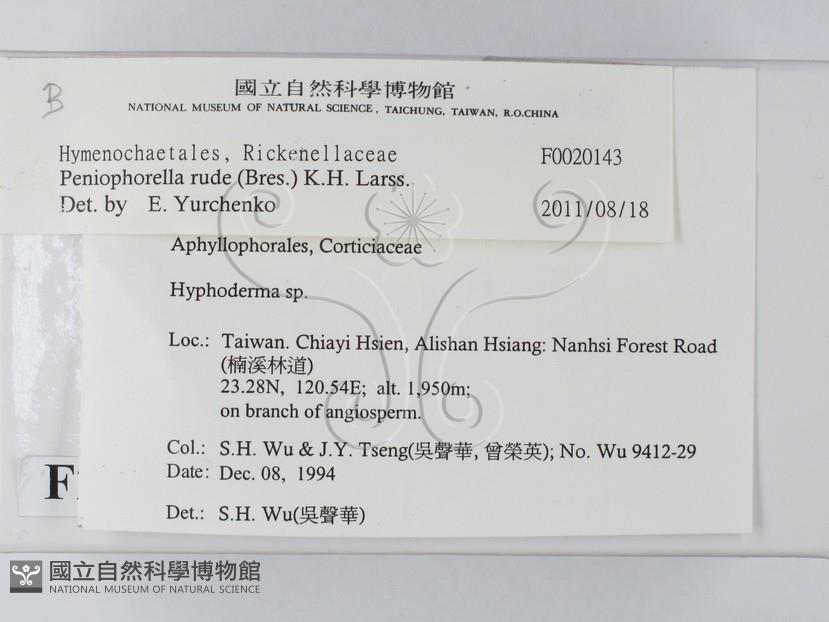 B
國立自然科學博物館
NATIONAL MUSEUM OF NATURAL SCIENCE, TAICHUNG, TAIWAN, R.O.CHINA
Hymenochaetales, Rickenellaceae F0020143
Peniophorella rude (Bres.) K.H. Larss.
Det. by E. Yurchenko 2011/08/18
Aphyllophorales, Corticiaceae
Hyphoderma sp.
Loc.: Taiwan. Chiayi Hsien, Alishan Hsiang: Nanhsi Forest Road
(楠溪林道)
23.28N, 120.54E; alt. 1,950m;
on branch of angiosperm.
Col.: S.H. Wu & J.Y. Tseng(吳聲華, 曾榮英); No. Wu 9412-29
Date: Dec. 08, 1994
Det.: S.H. Wu(吳聲華)
國立自然科學博物館
NATIONAL MUSEUM OF NATURAL SCIENCE